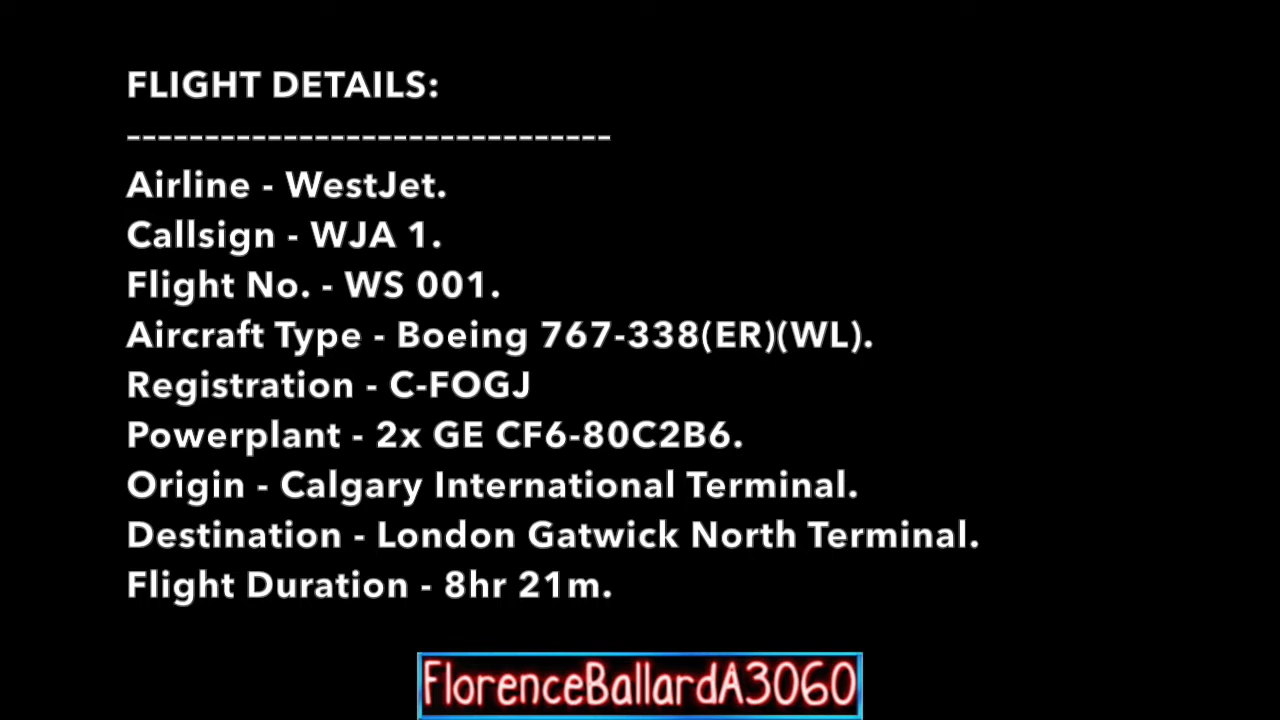 FLIGHT DETAILS:
-------------------------------
Airline - WestJet.
Callsign - WJA 1.
Flight No. - WS 001.
Aircraft Type - Boeing 767-338(ER)(WL).
Registration - C-FOGJ
Powerplant - 2x GE CF6-80C2B6.
Origin - Calgary International Terminal.
Destination - London Gatwick North Terminal.
Flight Duration - 8hr 21m.
FlorenceBallardA3060